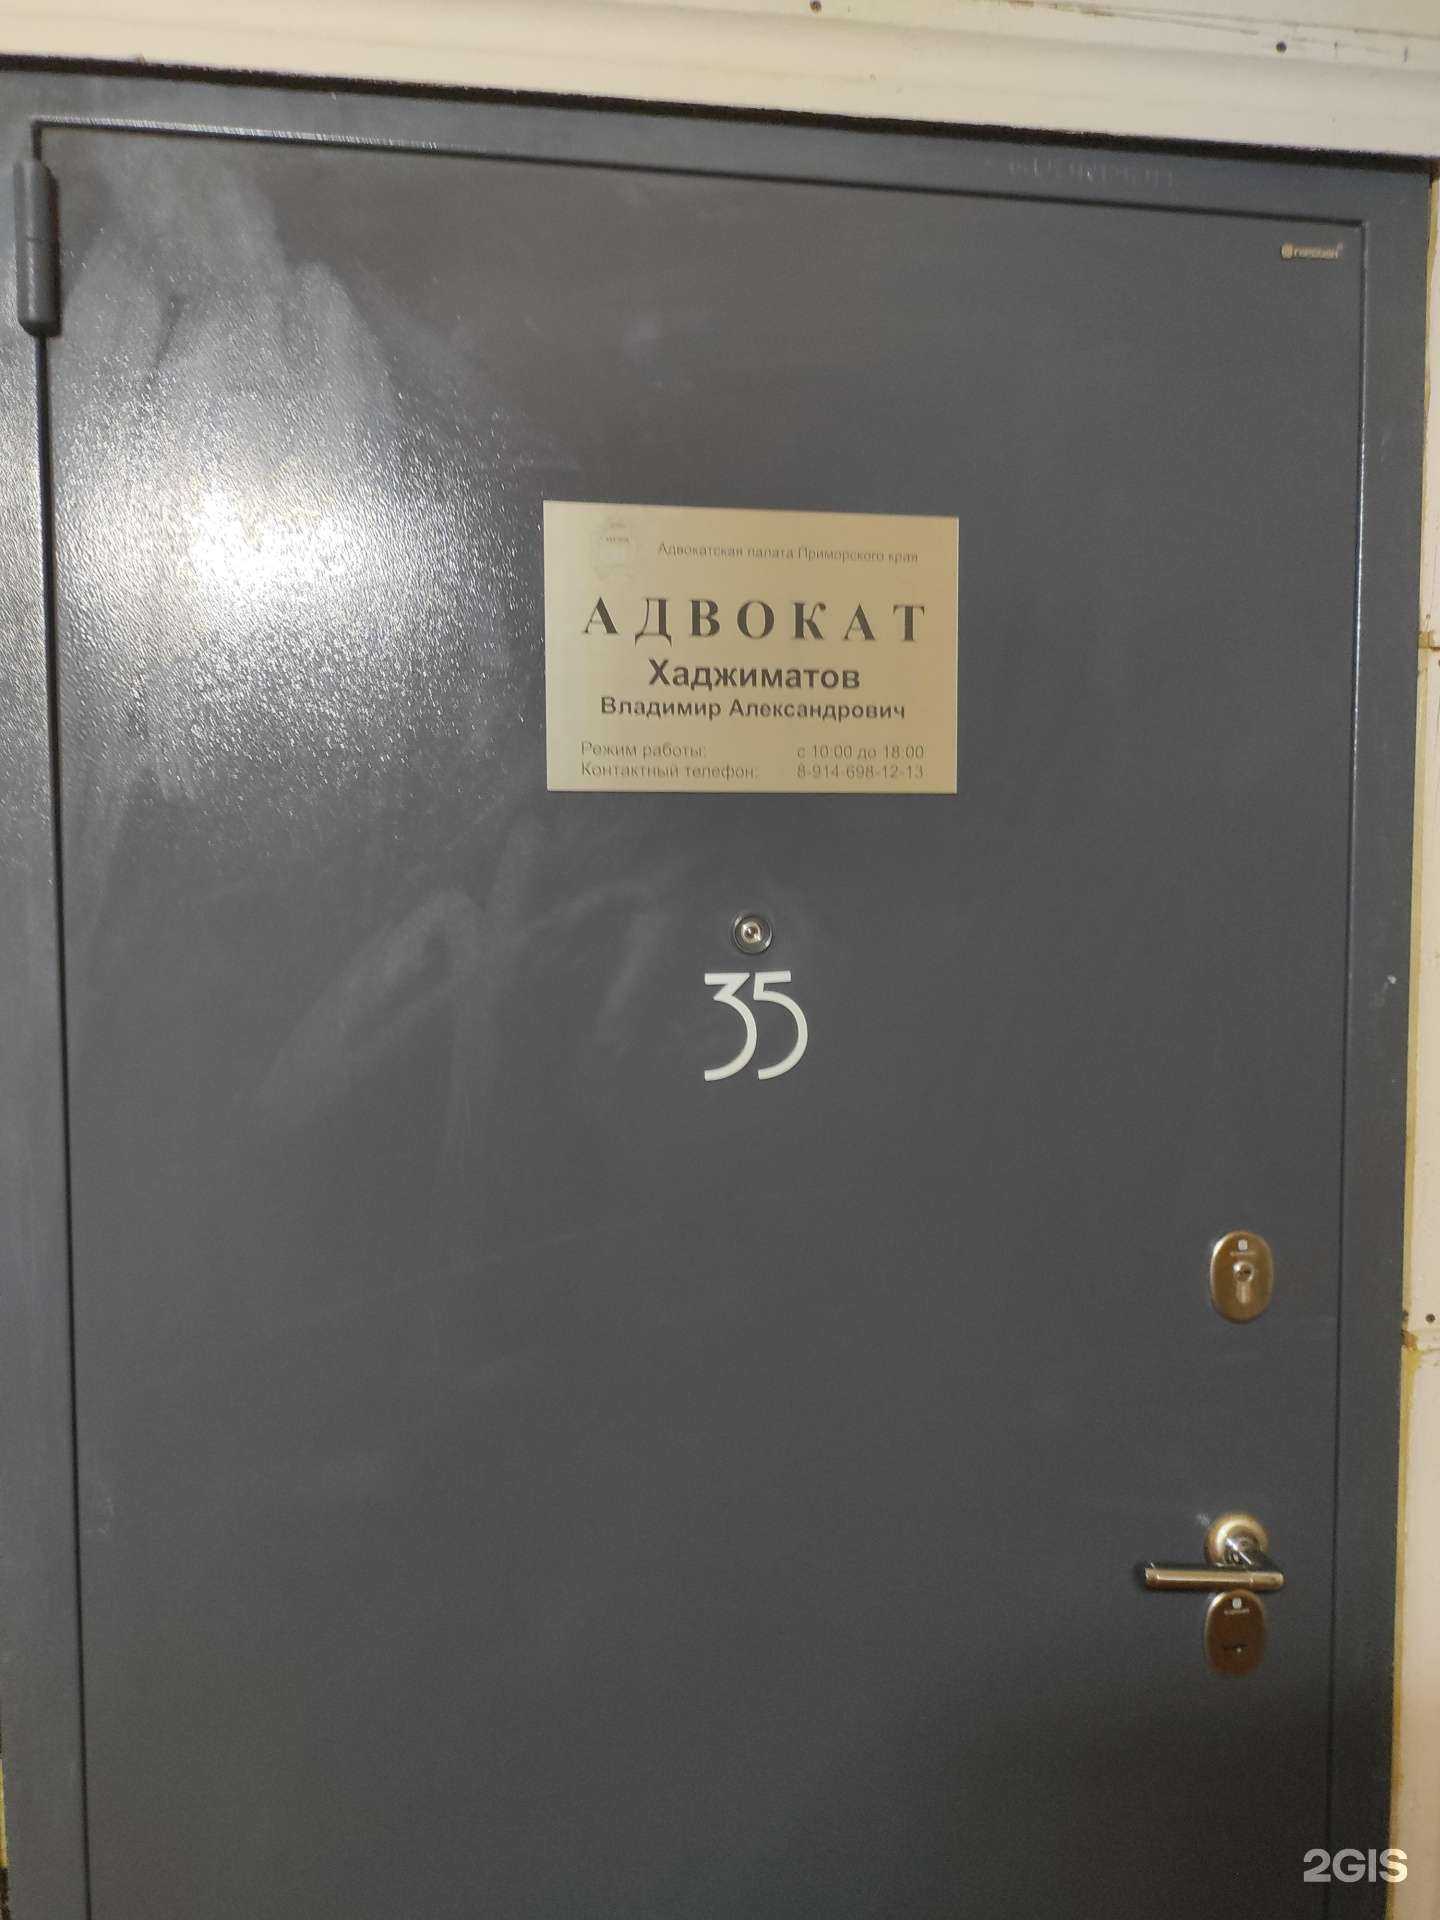 Гардиан
Адвокатская палата Приморского края
АДВОКАТ
Хаджиматов
Владимир Александрович
Режим работы: с 10:00 до 18:00
Контактный телефон: 8-914-698-12-13
35
2GIS